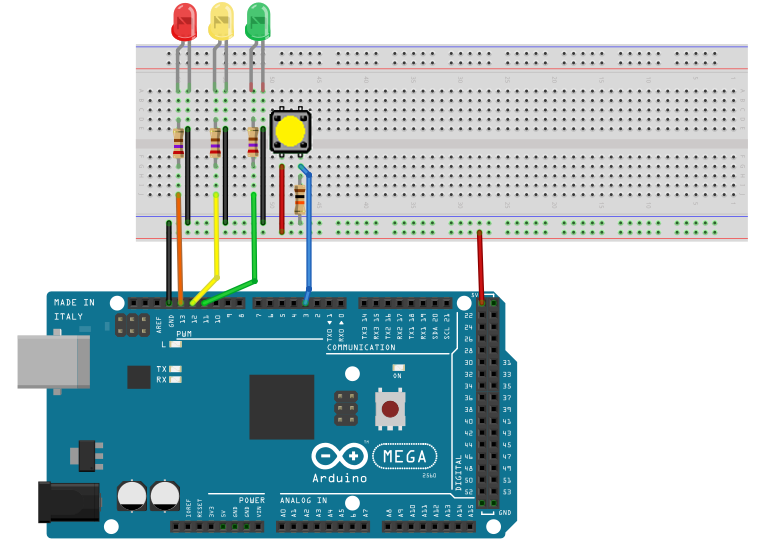 MADE IN
ITALY
AREF
GND
13
12
11
10
9
8
7
6
5
4
3
2
TX0 ▶ 1
RX0 ◀ 0
TX3 14
RX3 15
TX2 16
RX2 17
TX1 18
RX1 19
SDA 20
SCL 21
5V
PWM
COMMUNICATION
L
TX
RX
ON
22
24
26
28
30 31
32 33
34 35
36 37
38 39
40 41
42 43
44 45
46 47
48 49
50 51
52 53
DIGITAL
GND
MEGA
2560
TM
Arduino
POWER
ANALOG IN
IOREF
RESET
3V3
5V
GND
GND
VIN
A0
A1
A2
A3
A4
A5
6
A7
A8
A9
A10
A11
A12
A13
A14
A15